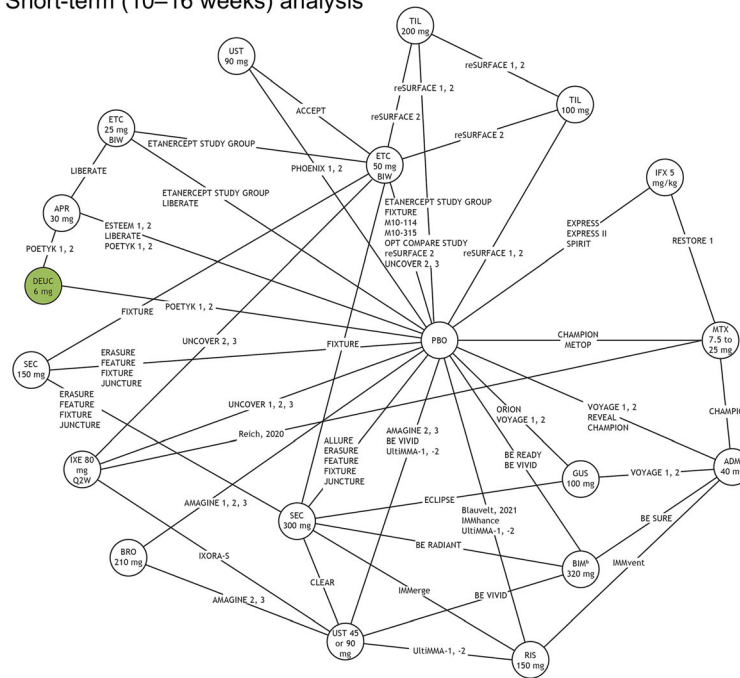 Short-term (10–16 weeks) analysis
TIL
200 mg
UST
90 mg
reSURFACE 1, 2
reSURFACE 1, 2
TIL
100 mg
ACCEPT
reSURFACE 2
ETC
25 mg
BIW
ETANERCEPT STUDY GROUP
reSURFACE 2
ETC
50 mg
BIW
PHOENIX 1, 2
LIBERATE
IFX 5
mg/kg
ETANERCEPT STUDY GROUP
LIBERATE
ETANERCEPT STUDY GROUP
FIXTURE
M10-114
M10-315
OPT COMPARE STUDY
reSURFACE 2
UNCOVER 2, 3
APR
30 mg
ESTEEM 1, 2
LIBERATE
POETYK 1, 2
EXPRESS
EXPRESS II
SPIRIT
RESTORE 1
POETYK 1, 2
reSURFACE 1, 2
DEUC
6 mg
POETYK 1, 2
FIXTURE
UNCOVER 2, 3
FIXTURE
PBO
CHAMPION
METOP
MTX
7.5 to
25 mg
SEC
150 mg
ERASURE
FEATURE
FIXTURE
JUNCTURE
ERASURE
FEATURE
FIXTURE
JUNCTURE
UNCOVER 1, 2, 3
Reich, 2020
AMAGINE 2, 3
BE VIVID
UltIMMA-1, -2
ORION
VOYAGE 1, 2
VOYAGE 1, 2
REVEAL
CHAMPION
CHAMPI
ALLURE
ERASURE
FEATURE
FIXTURE
JUNCTURE
BE READY
BE VIVID
IXE 80
mg
Q2W
GUS
100 mg
VOYAGE 1, 2
ADM
40 m
AMAGINE 1, 2, 3
ECLIPSE
SEC
300 mg
Blauvelt, 2021
IMMhance
UltiMMA-1, -2
BE SURE
BE RADIANT
BRO
210 mg
IXORA-S
BIMᵇ
320 mg
IMMvent
CLEAR
IMMerge
BE VIVID
AMAGINE 2, 3
UST 45
or 90
mg
UltiMMA-1, -2
RIS
150 mg